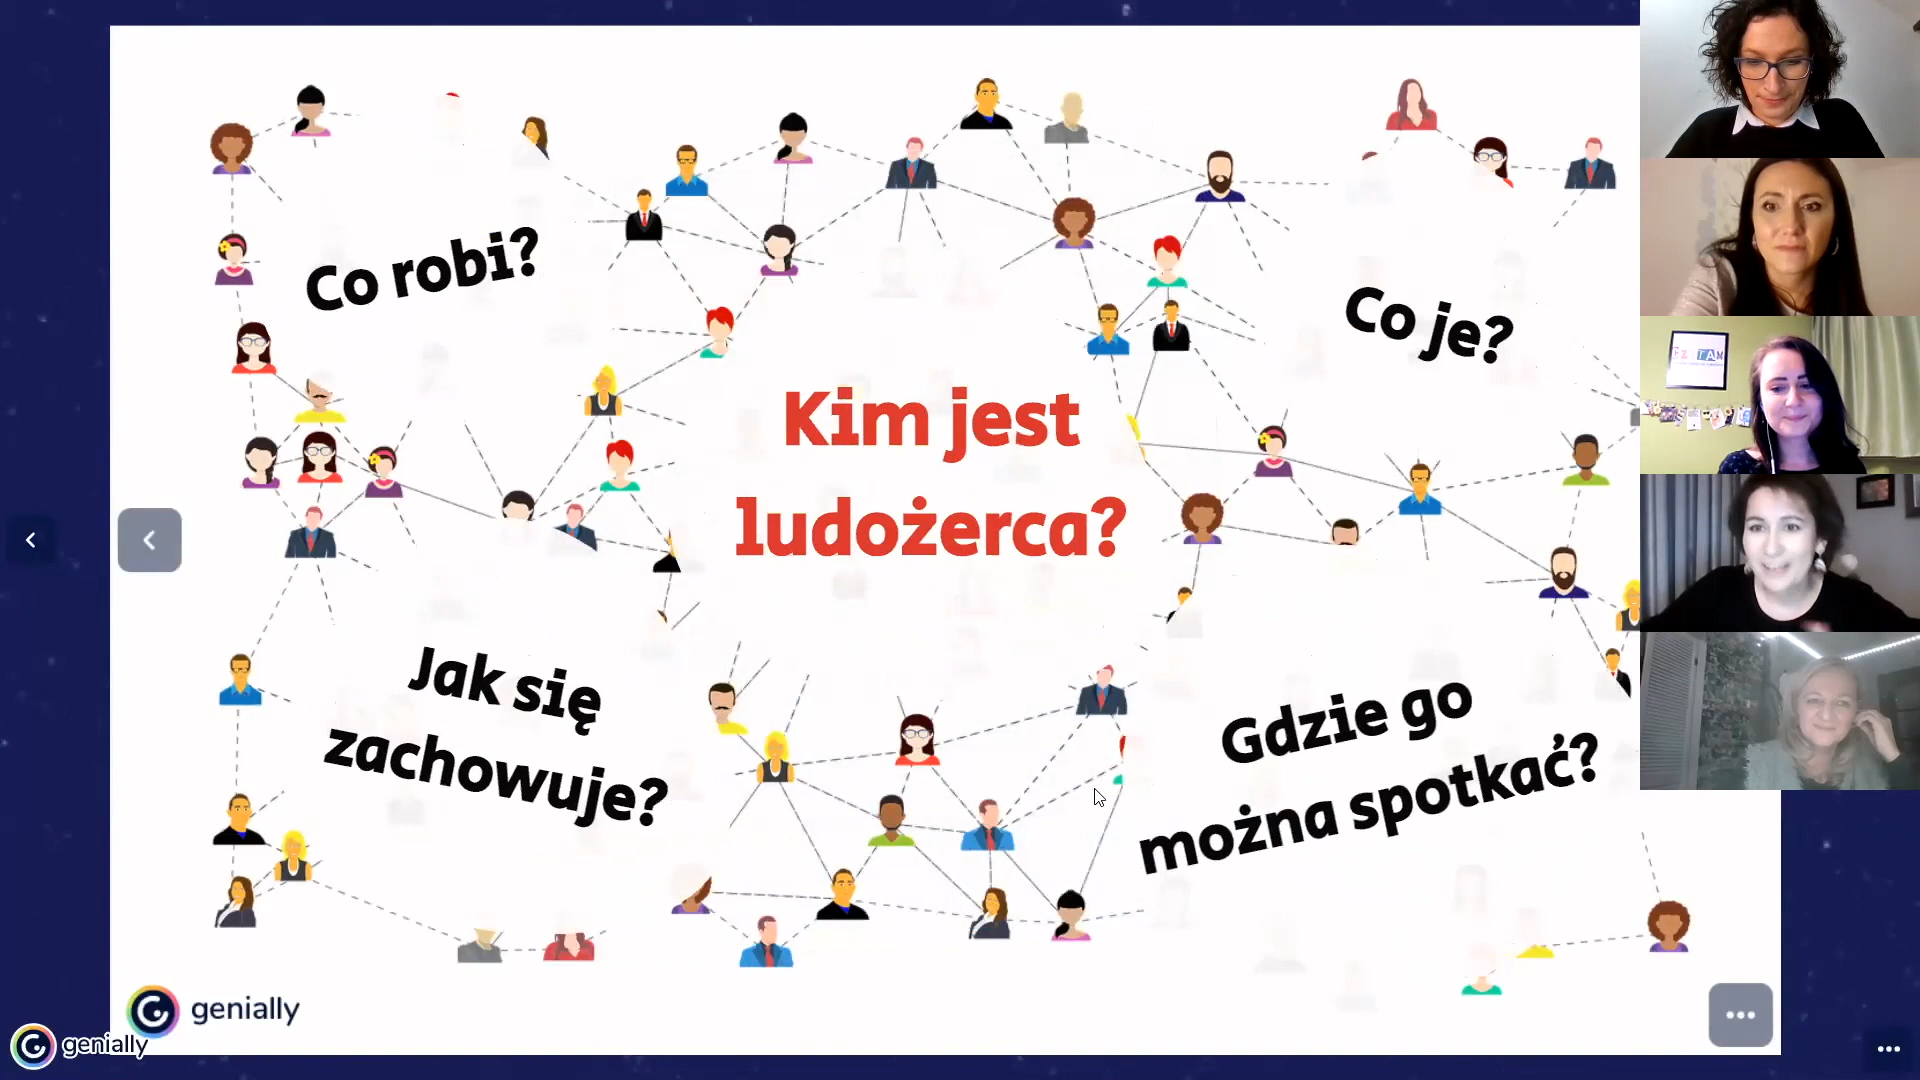 Co robi?
Co je?
Kim jest
ludożerca?
Jak się
zachowuje?
Gdzie go
można spotkać?
genially
genially